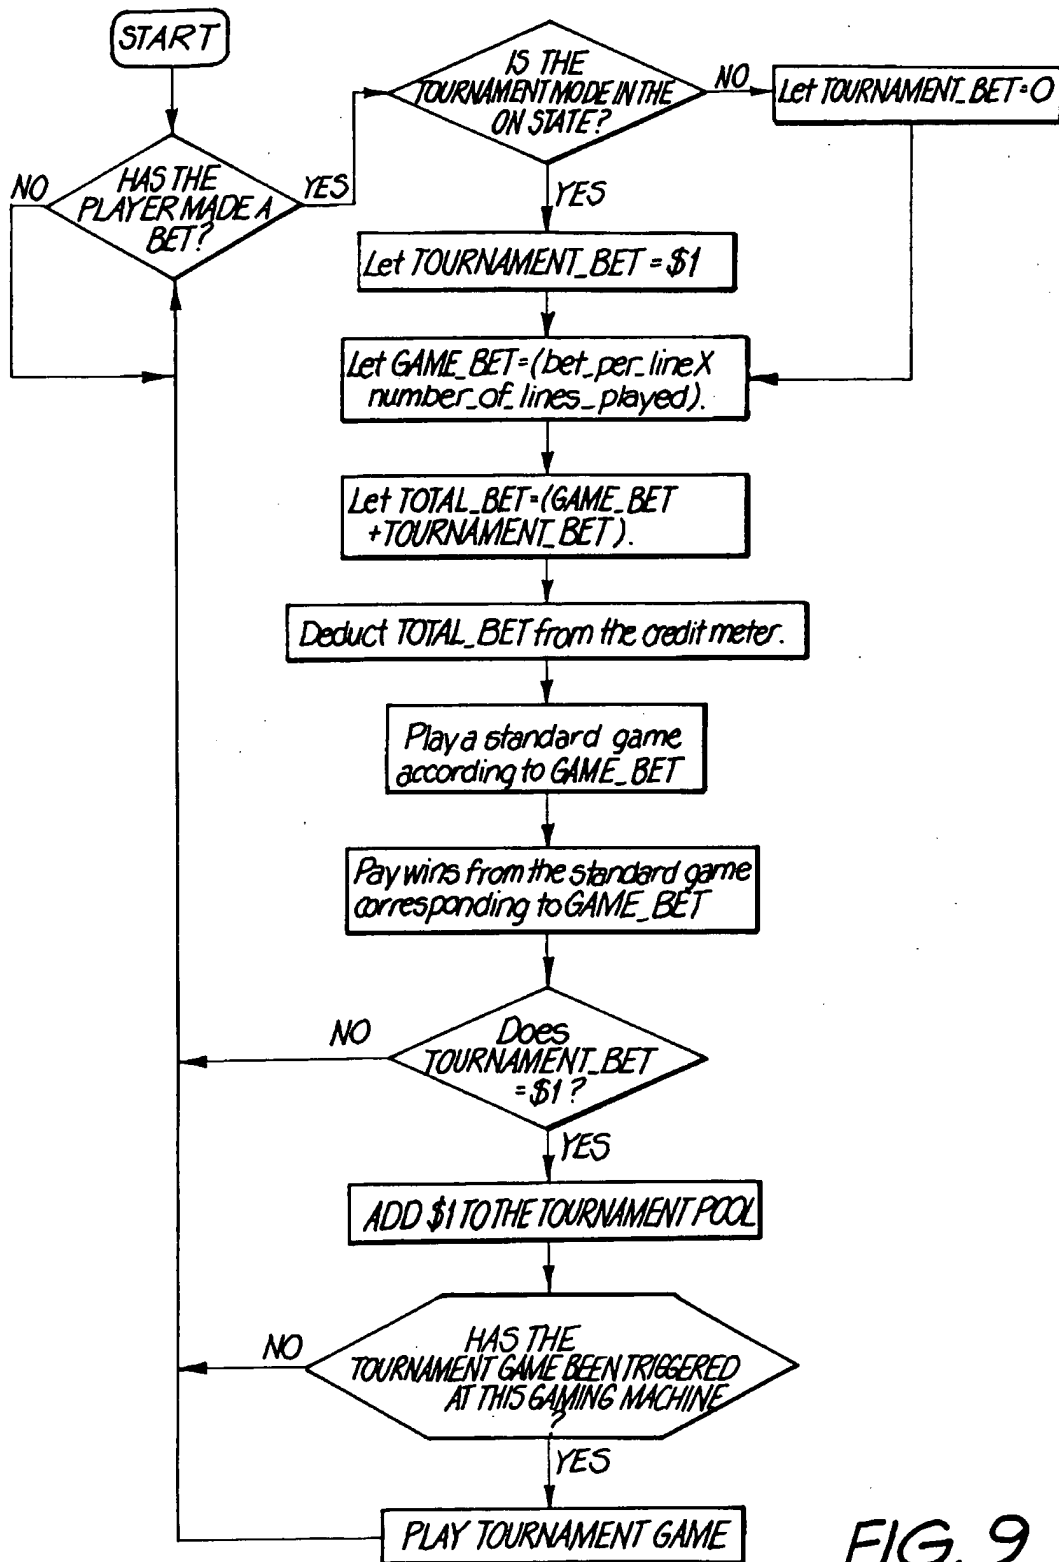 START
HAS THE
PLAYER MADE A
BET?
NO
YES
IS THE
TOURNAMENT MODE IN THE
ON STATE?
NO
Let TOURNAMENT_BET=0
YES
Let TOURNAMENT_BET = $1
Let GAME_BET=(bet_per_line X
number_of_lines_played).
Let TOTAL_BET=(GAME_BET
+TOURNAMENT_BET).
Deduct TOTAL_BET from the credit meter.
Play a standard game
according to GAME_BET
Pay wins from the standard game
corresponding to GAME_BET
Does
TOURNAMENT_BET
=$1?
NO
YES
ADD $1 TO THE TOURNAMENT POOL
HAS THE
TOURNAMENT GAME BEEN TRIGGERED
AT THIS GAMING MACHINE
?
NO
YES
PLAY TOURNAMENT GAME
FIG. 9